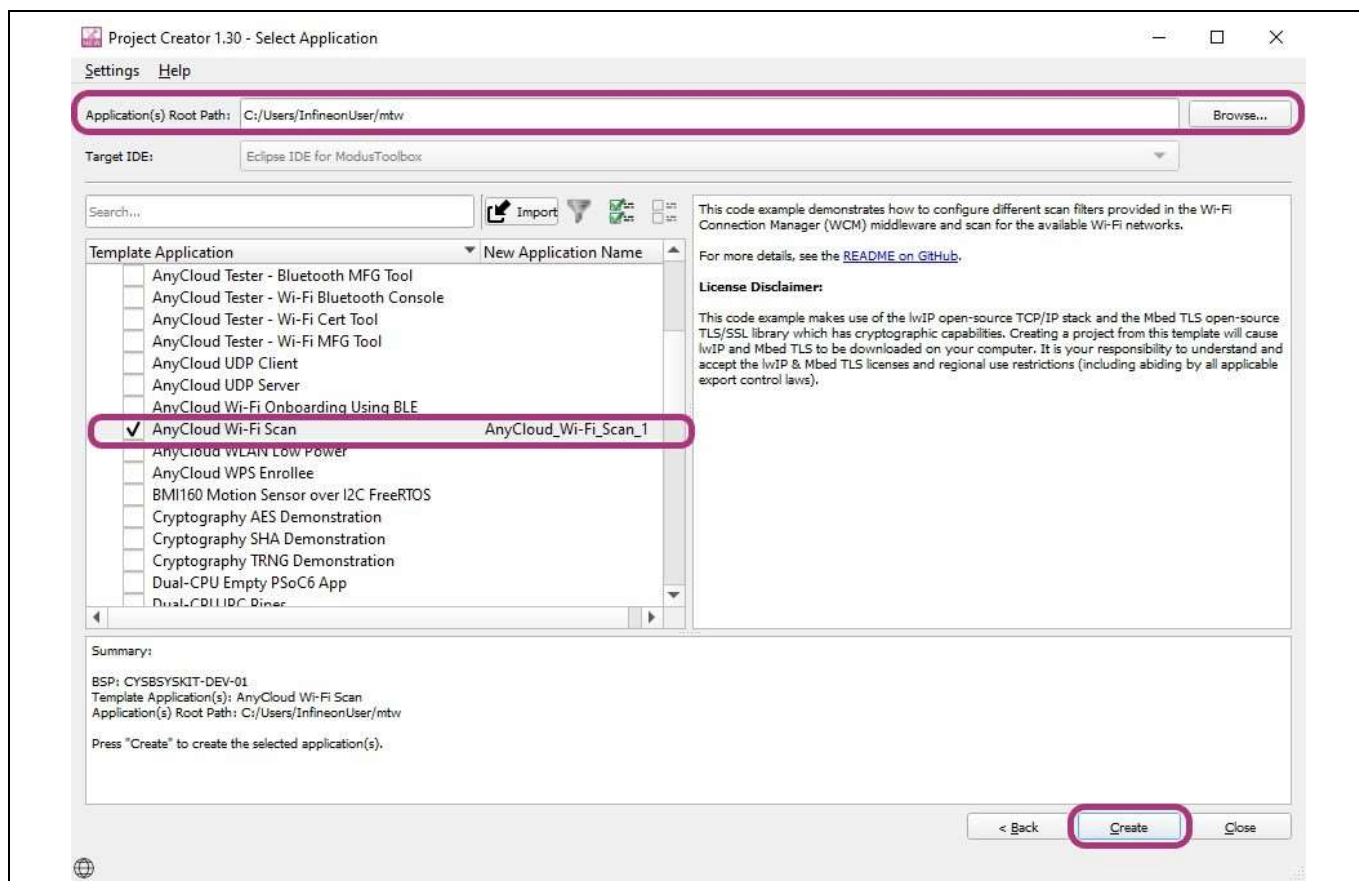 Project Creator 1.30 - Select Application
Settings Help
Application(s) Root Path: C:/Users/InfineonUser/mtw Browse...
Target IDE: Eclipse IDE for ModusToolbox
Search... Import
Template Application New Application Name
AnyCloud Tester - Bluetooth MFG Tool
AnyCloud Tester - Wi-Fi Bluetooth Console
AnyCloud Tester - Wi-Fi Cert Tool
AnyCloud Tester - Wi-Fi MFG Tool
AnyCloud UDP Client
AnyCloud UDP Server
AnyCloud Wi-Fi Onboarding Using BLE
AnyCloud Wi-Fi Scan AnyCloud_Wi-Fi_Scan_1
AnyCloud WLAN Low Power
AnyCloud WPS Enrollee
BMI160 Motion Sensor over I2C FreeRTOS
Cryptography AES Demonstration
Cryptography SHA Demonstration
Cryptography TRNG Demonstration
Dual-CPU Empty PSoC6 App
Dual-CPU IPC Pipes
This code example demonstrates how to configure different scan filters provided in the Wi-Fi
Connection Manager (WCM) middleware and scan for the available Wi-Fi networks.
For more details, see the README on GitHub.
License Disclaimer:
This code example makes use of the lwIP open-source TCP/IP stack and the Mbed TLS open-source
TLS/SSL library which has cryptographic capabilities. Creating a project from this template will cause
lwIP and Mbed TLS to be downloaded on your computer. It is your responsibility to understand and
accept the lwIP & Mbed TLS licenses and regional use restrictions (including abiding by all applicable
export control laws).
Summary:
BSP: CYSBSYSKIT-DEV-01
Template Application(s): AnyCloud Wi-Fi Scan
Application(s) Root Path: C:/Users/InfineonUser/mtw
Press "Create" to create the selected application(s).
< Back Create Close